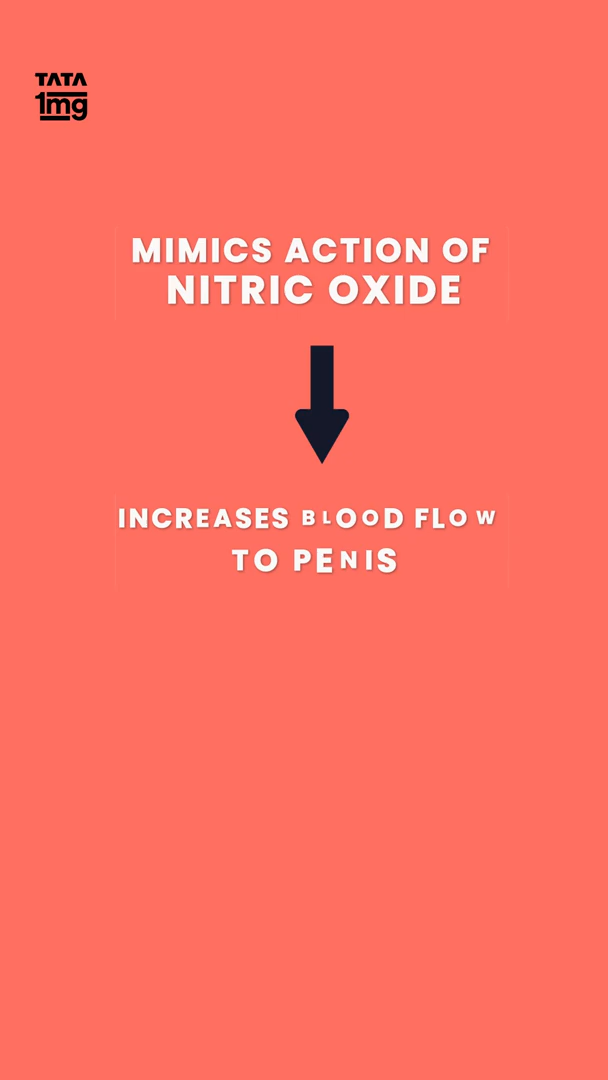 TATA
1mg
MIMICS ACTION OF
NITRIC OXIDE
INCREASES BLOOD FLOW
TO PENIS